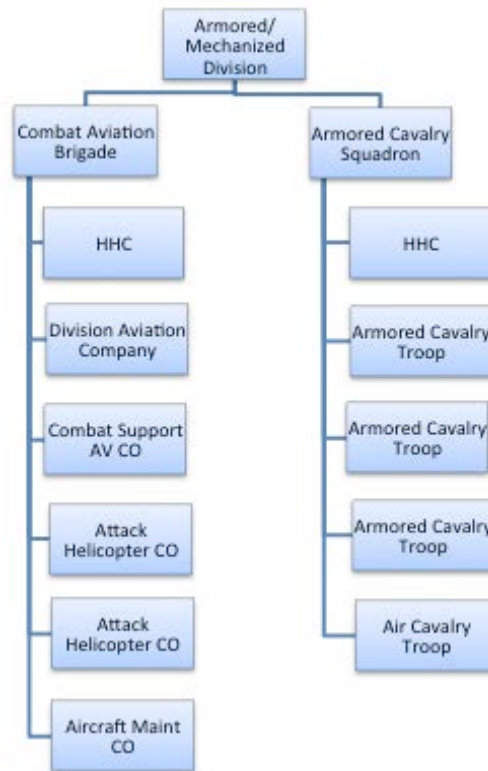 Armored/
Mechanized
Division
Combat Aviation
Brigade
HHC
Division Aviation
Company
Combat Support
AV CO
Attack
Helicopter CO
Attack
Helicopter CO
Aircraft Maint
CO
Armored Cavalry
Squadron
HHC
Armored Cavalry
Troop
Armored Cavalry
Troop
Armored Cavalry
Troop
Air Cavalry
Troop